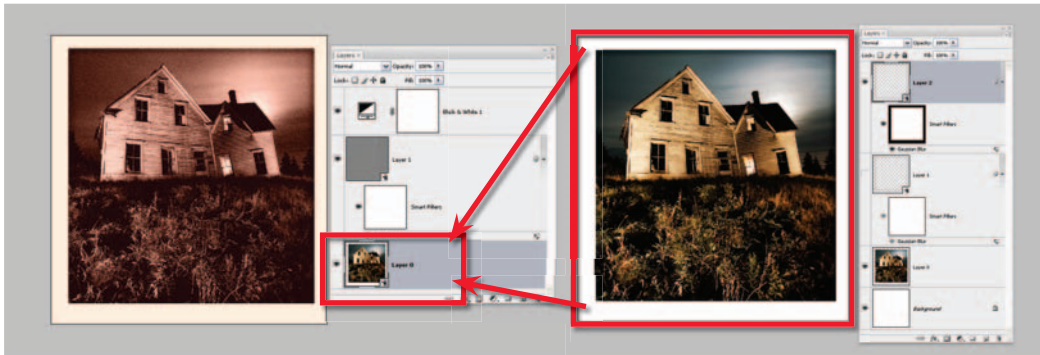 Layers ×
Normal Opacity: 100%
Lock: Fill: 100%
Black & White 1
Layer 1
Smart Filters
Layer 0
Layers ×
Normal Opacity: 100%
Lock: Fill: 100%
Layer 2
Smart Filters
Gaussian Blur
Layer 1
Smart Filters
Gaussian Blur
Layer 3
Background